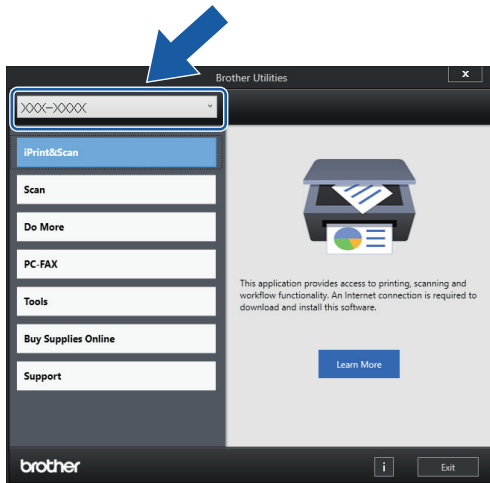 Brother Utilities
x
XXX-XXXX
iPrint&Scan
Scan
Do More
PC-FAX
Tools
Buy Supplies Online
Support
This application provides access to printing, scanning and
workflow functionality. An Internet connection is required to
download and install this software.
Learn More
brother
i
Exit